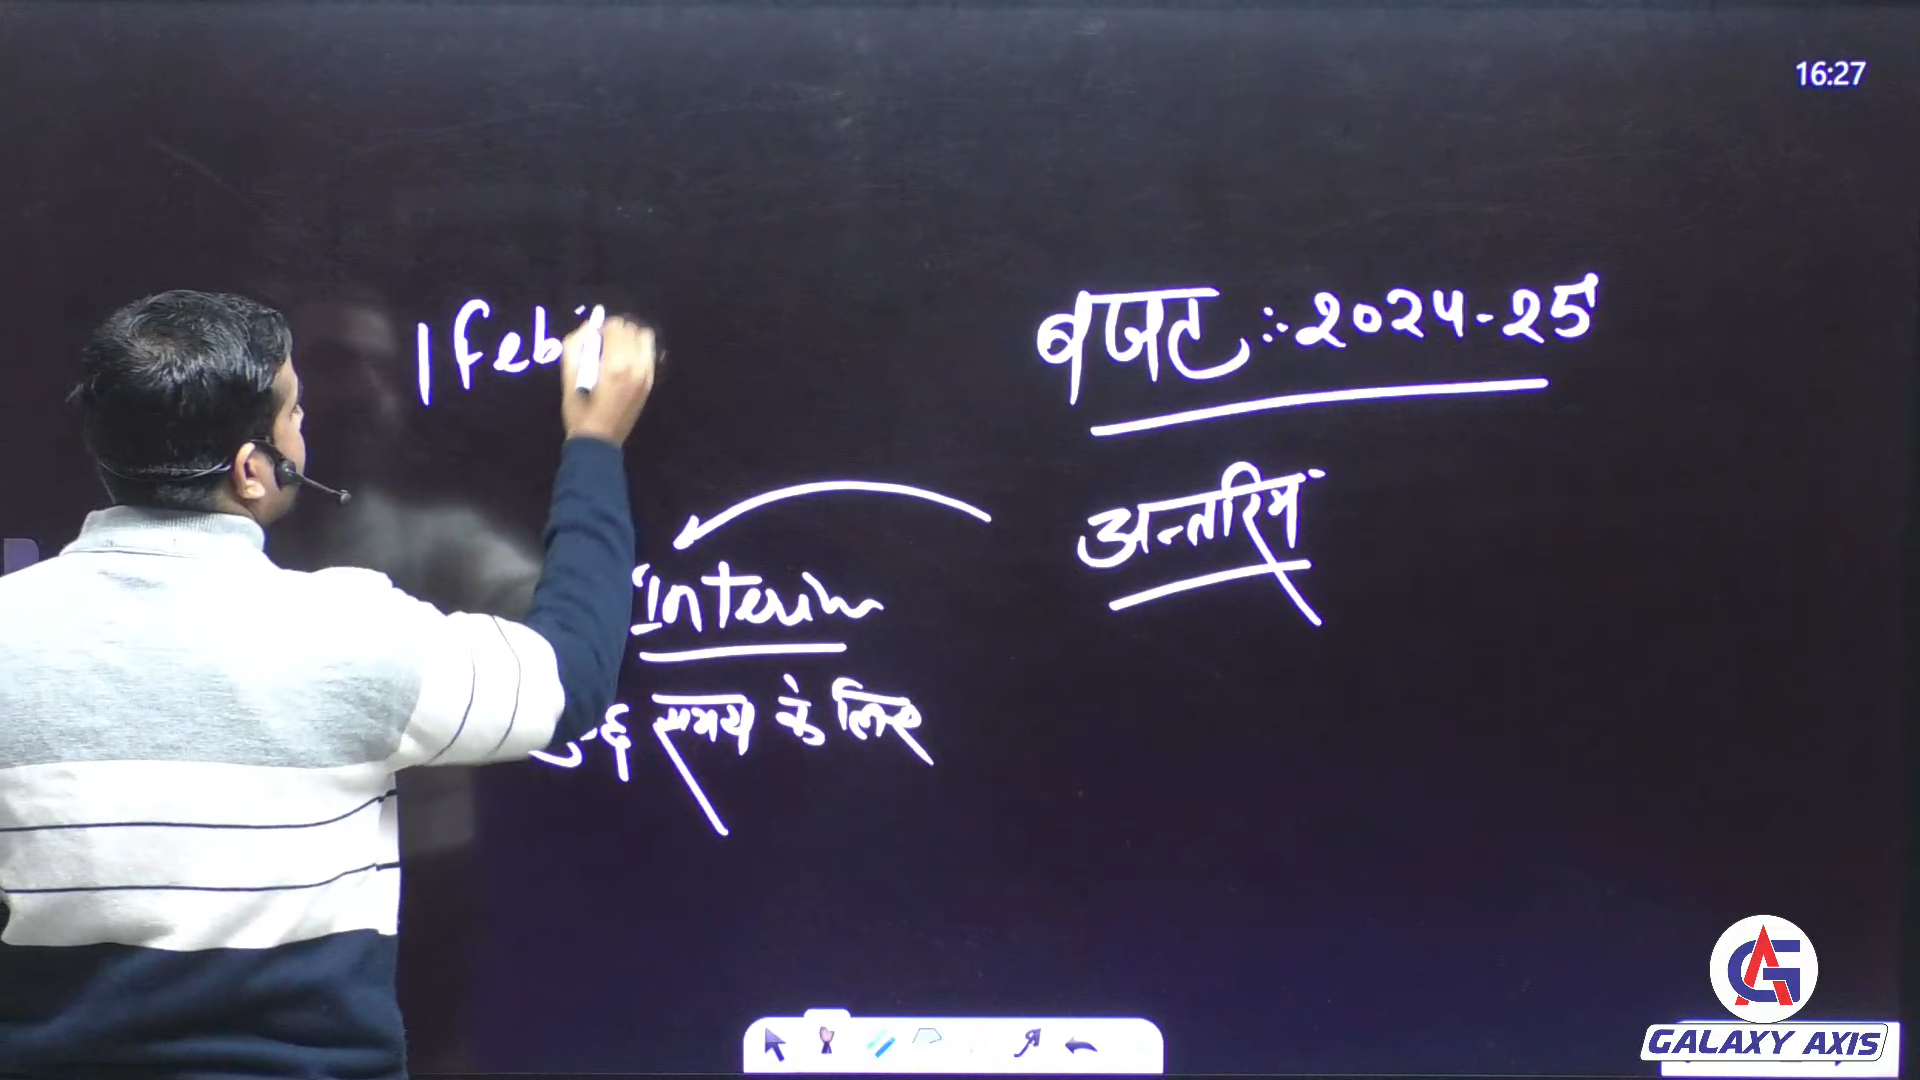 16:27
1 Feb
बजट :- 2024-25
अन्तरिम
Interim
समय के लिए
GALAXY AXIS